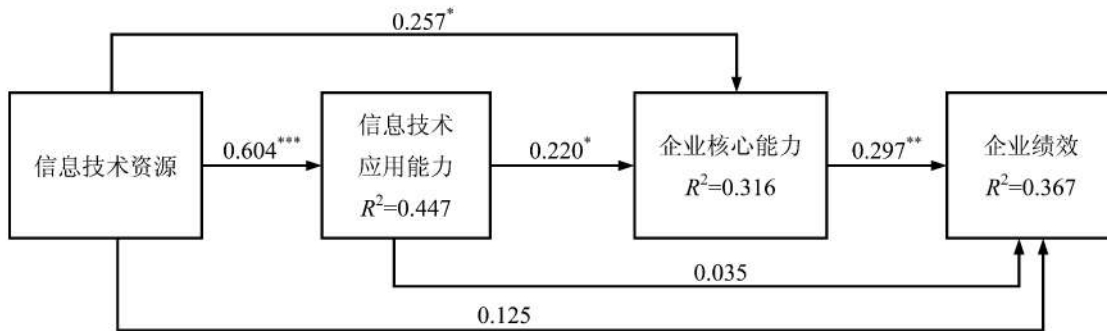 0.257*
信息技术资源
0.604***
信息技术
应用能力
R²=0.447
0.220*
企业核心能力
R²=0.316
0.297**
企业绩效
R²=0.367
0.035
0.125